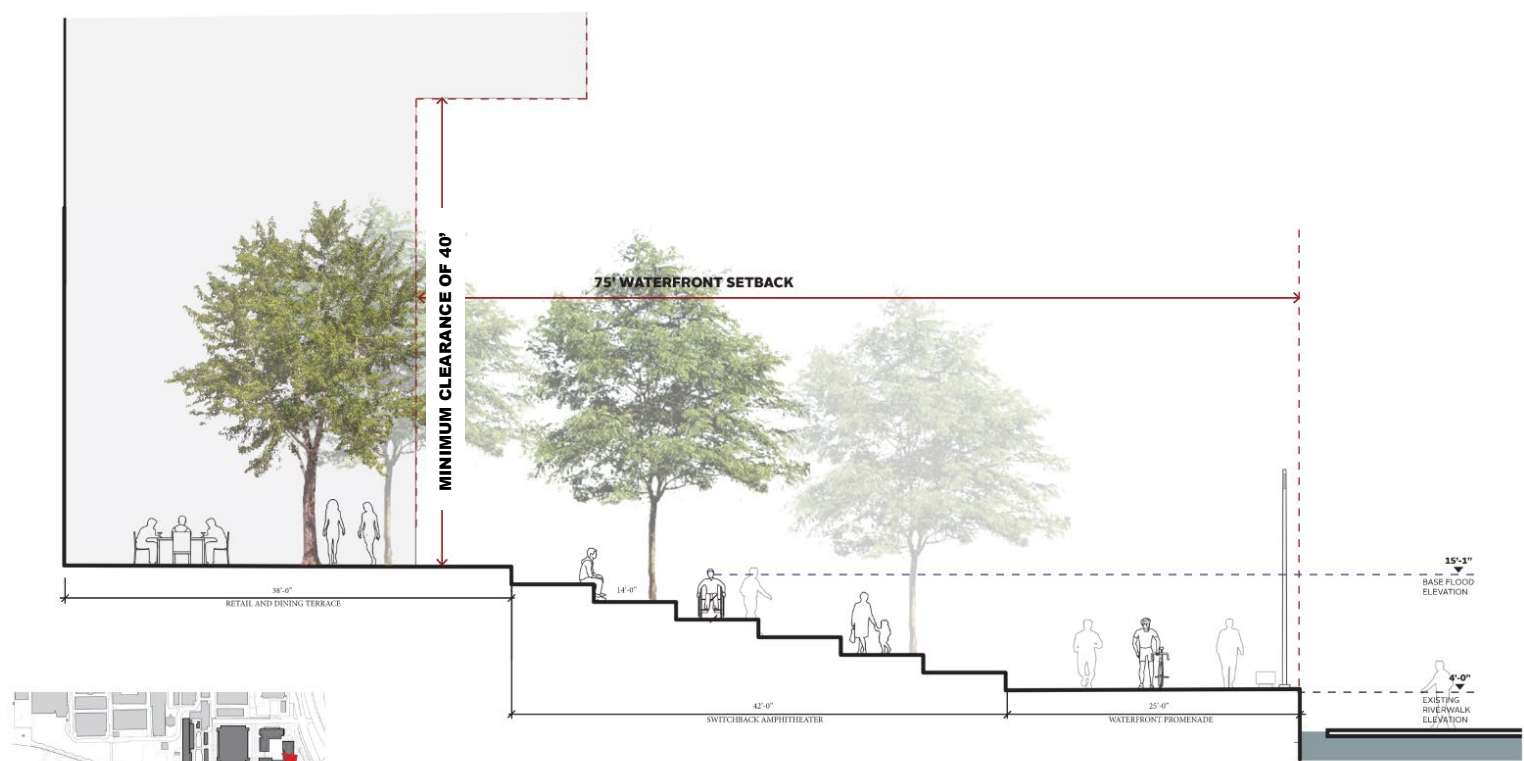 MINIMUM CLEARANCE OF 40'
75' WATERFRONT SETBACK
15'-1"
BASE FLOOD
ELEVATION
38'-0"
RETAIL AND DINING TERRACE
14'-0"
4'-0"
EXISTING
RIVERWALK
ELEVATION
42'-0"
SWITCHBACK AMPHITHEATER
25'-0"
WATERFRONT PROMENADE